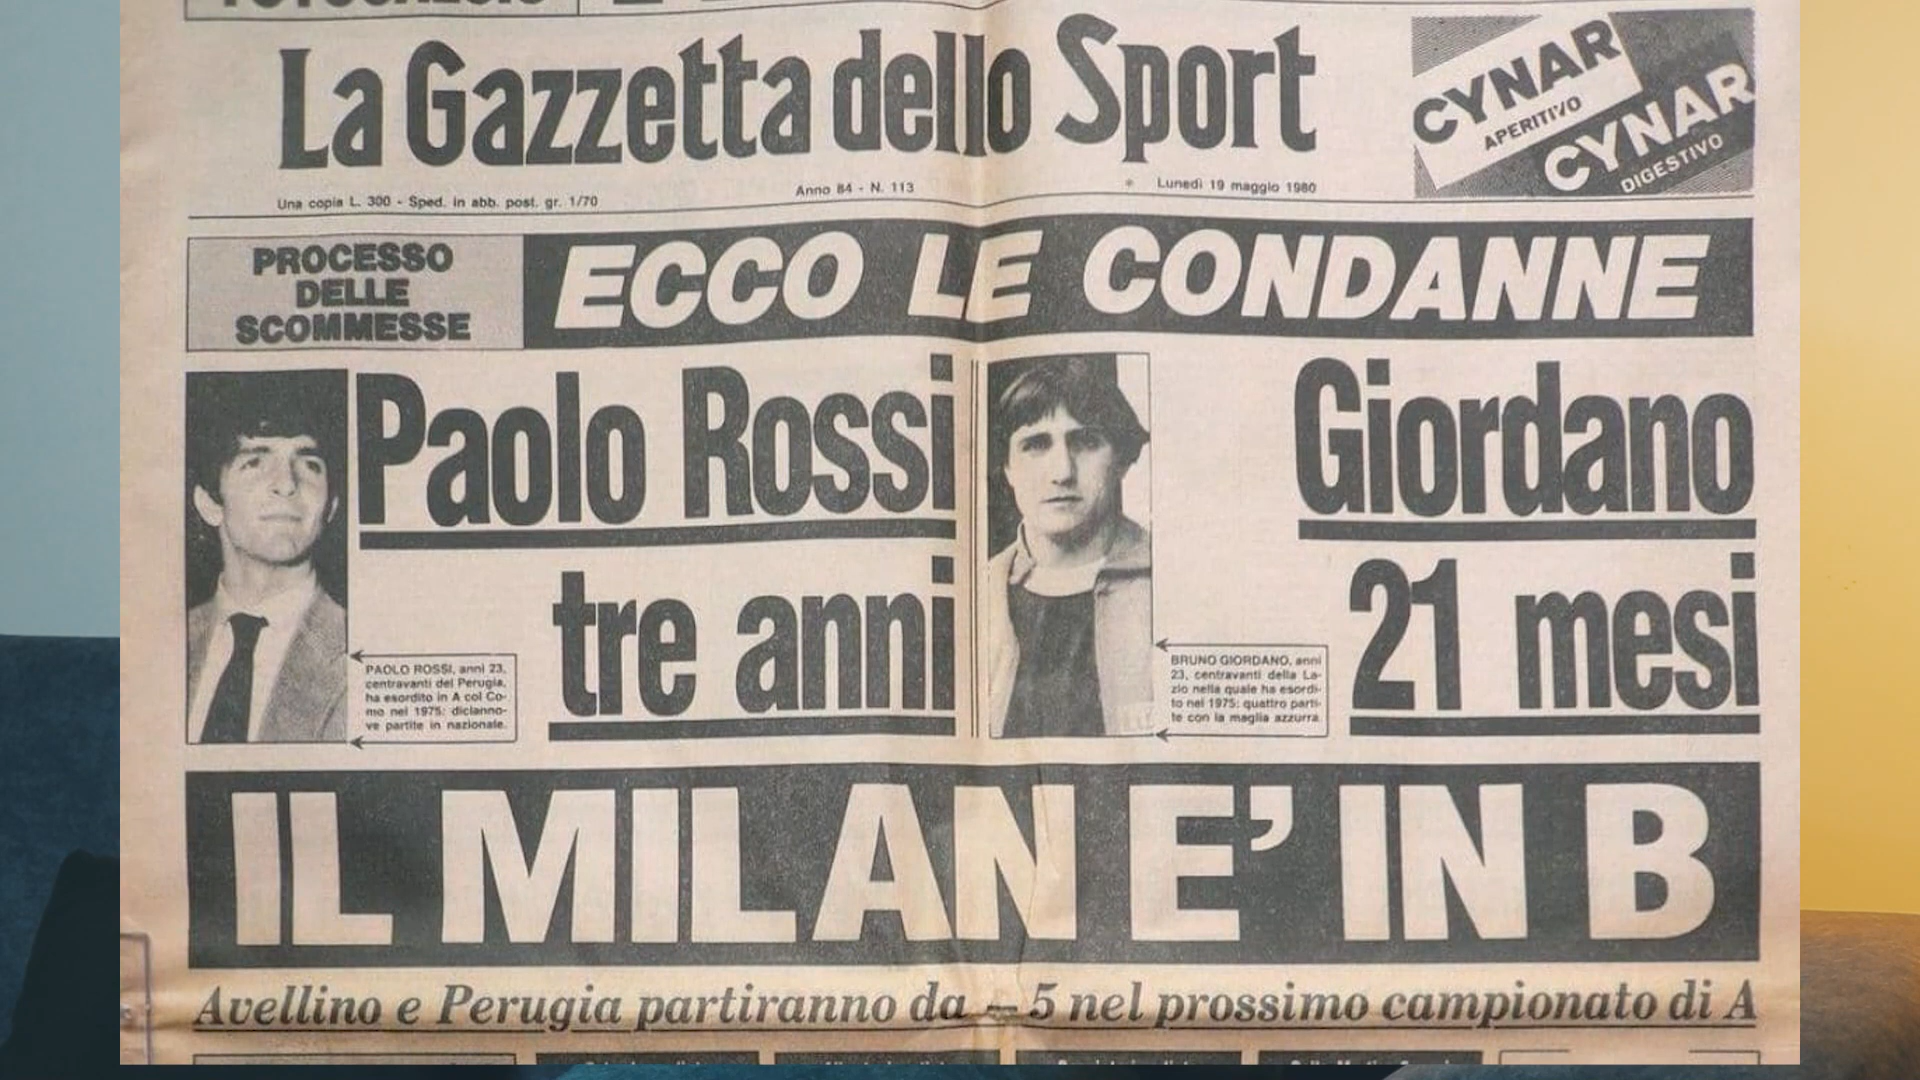 La Gazzetta dello Sport
CYNAR
APERITIVO
CYNAR
DIGESTIVO
Una copia L. 300 - Sped. in abb. post. gr. 1/70
Anno 84 - N. 113
Lunedì 19 maggio 1980
PROCESSO
DELLE
SCOMMESSE
ECCO LE CONDANNE
Paolo Rossi
tre anni
PAOLO ROSSI, anni 23,
centravanti del Perugia,
ha esordito in A col Co-
mo nel 1975: dicianno-
ve partite in nazionale.
Giordano
21 mesi
BRUNO GIORDANO, anni
23, centravanti della La-
zio nella quale ha esordi-
to nel 1975: quattro parti-
te con la maglia azzurra.
IL MILAN E' IN B
Avellino e Perugia partiranno da – 5 nel prossimo campionato di A